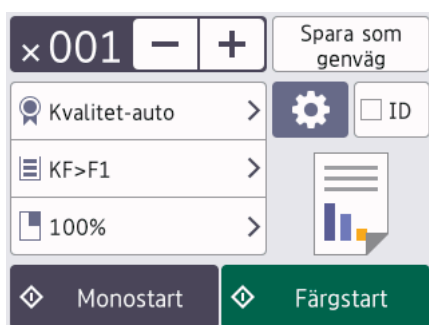 ×001
Spara som
genväg
Kvalitet-auto
ID
KF>F1
100%
Monostart
Färgstart